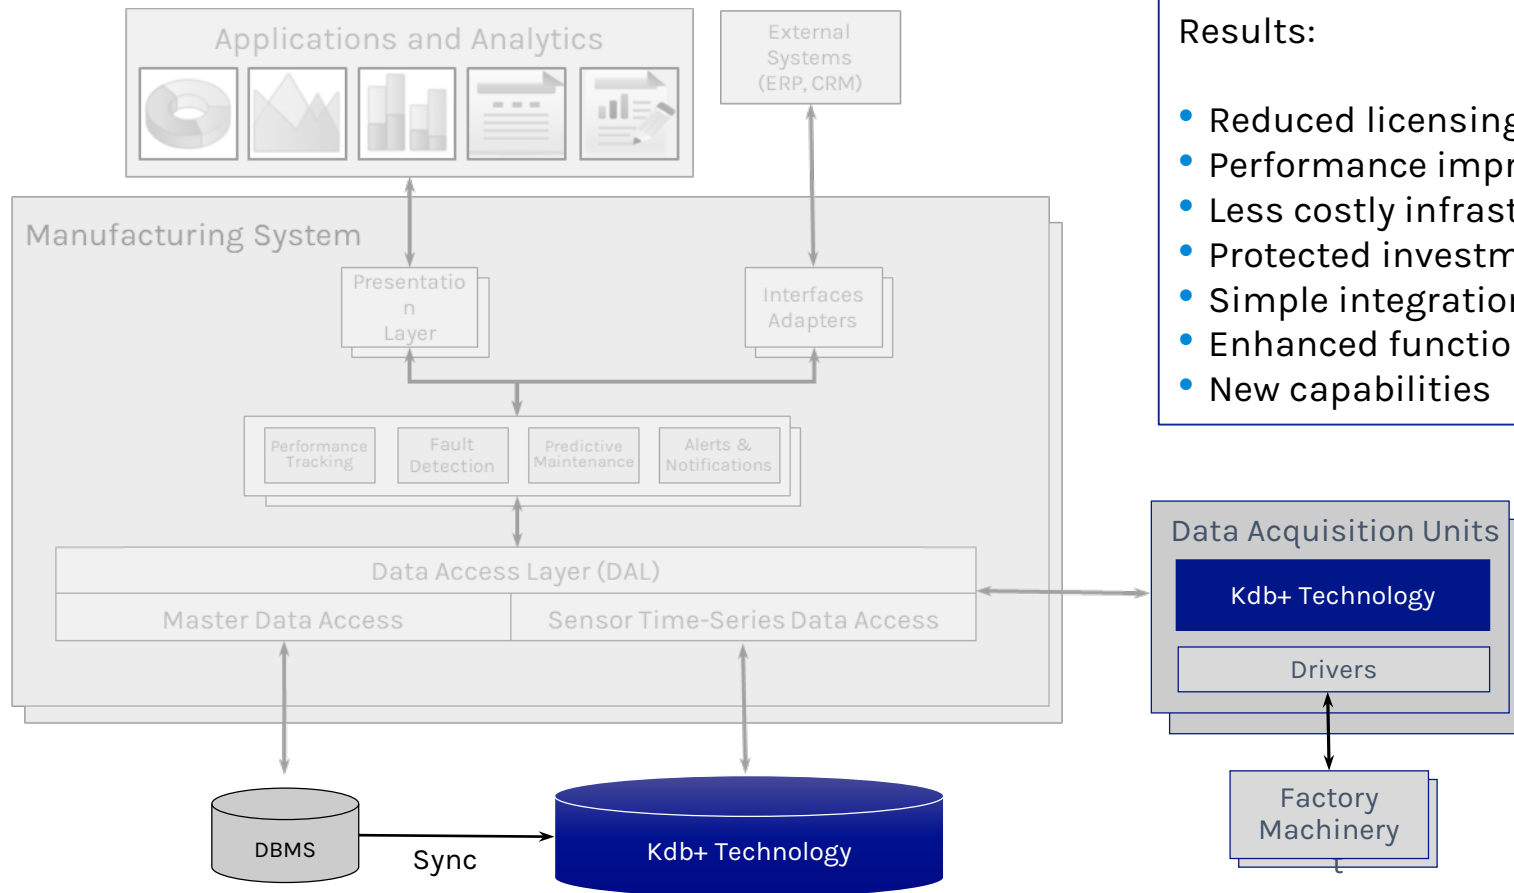 Applications and Analytics
External
Systems
(ERP, CRM)
Results:
• Reduced licensing
• Performance impr
• Less costly infrast
• Protected investm
• Simple integration
• Enhanced functio
• New capabilities
Manufacturing System
Presentatio
n
Layer
Interfaces
Adapters
Performance
Tracking
Fault
Detection
Predictive
Maintenance
Alerts &
Notifications
Data Access Layer (DAL)
Master Data Access
Sensor Time-Series Data Access
Data Acquisition Units
Kdb+ Technology
Drivers
Factory
Machinery
t
DBMS
Sync
Kdb+ Technology